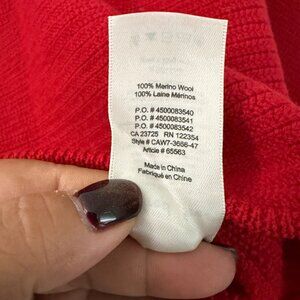 100% Merino Wool
100% Laine Mérinos
P.O. # 4500083540
P.O. # 4500083541
P.O. # 4500083542
CA 23725 RN 122354
Style # CAW7-3666-47
Article # 65563
Made in China
Fabriqué en Chine